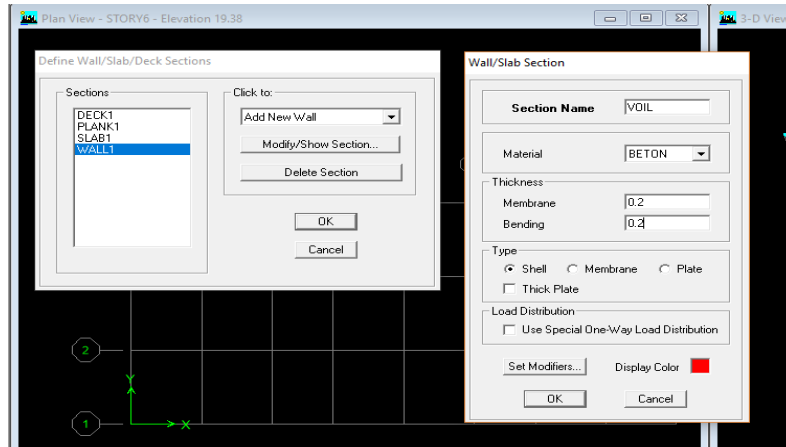 Plan View - STORY6 - Elevation 19.38
3-D View
Define Wall/Slab/Deck Sections
Sections
DECK1
PLANK1
SLAB1
WALL1
Click to:
Add New Wall
Modify/Show Section...
Delete Section
OK
Cancel
Wall/Slab Section
Section Name VOIL
Material BETON
Thickness
Membrane 0.2
Bending 0.2
Type
Shell Membrane Plate
Thick Plate
Load Distribution
Use Special One-Way Load Distribution
Set Modifiers... Display Color
OK Cancel
2
Y
1 X